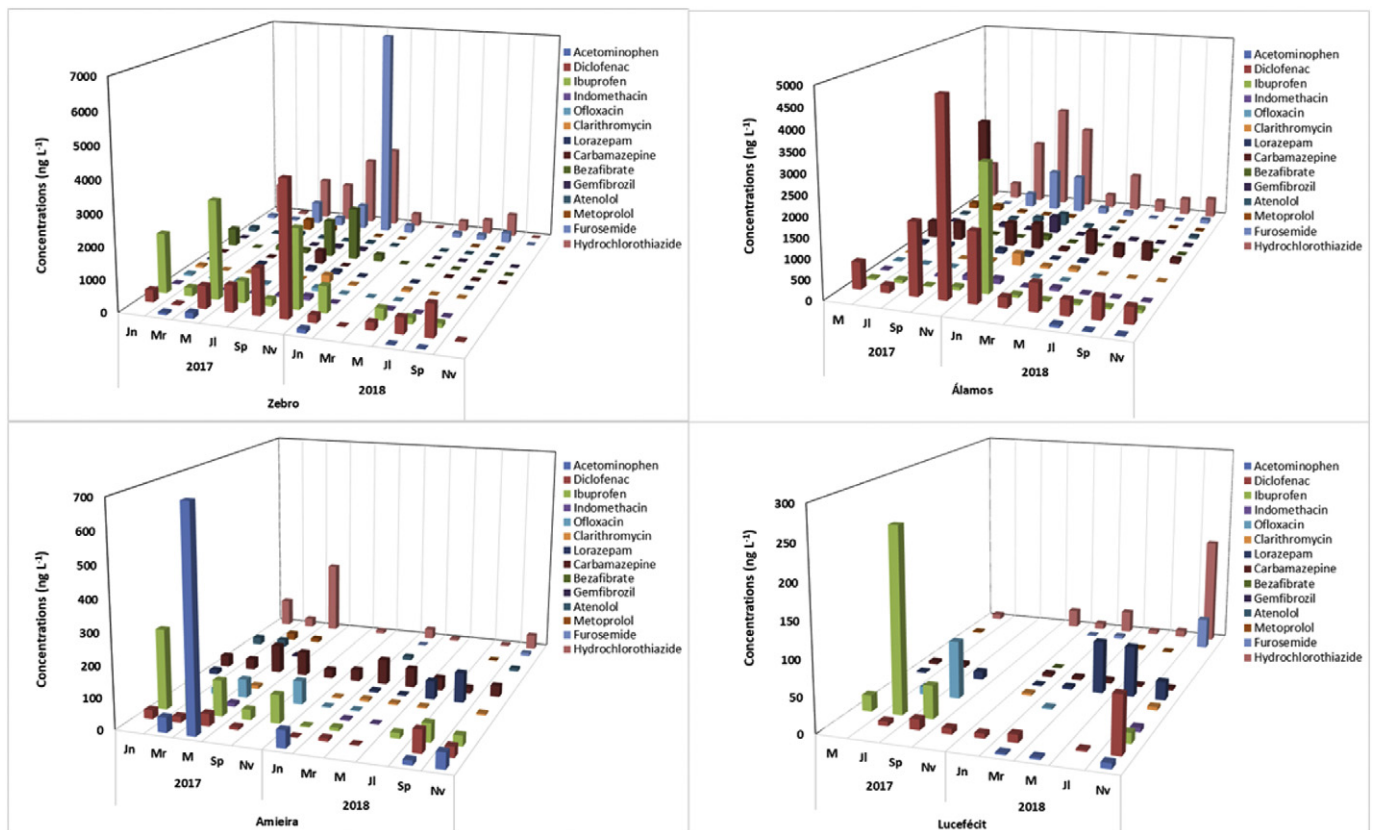 Concentrations (ng L-1)
7000
6000
5000
4000
3000
2000
1000
0
Jn Mr M Jl Sp Nv Jn Mr M Jl Sp Nv
2017 2018
Zebro
Acetominophen
Diclofenac
Ibuprofen
Indomethacin
Ofloxacin
Clarithromycin
Lorazepam
Carbamazepine
Bezafibrate
Gemfibrozil
Atenolol
Metoprolol
Furosemide
Hydrochlorothiazide
Concentrations (ng L-1)
5000
4500
4000
3500
3000
2500
2000
1500
1000
500
0
M Jl Sp Nv Jn Mr M Jl Sp Nv
2017 2018
Álamos
Acetominophen
Diclofenac
Ibuprofen
Indomethacin
Ofloxacin
Clarithromycin
Lorazepam
Carbamazepine
Bezafibrate
Gemfibrozil
Atenolol
Metoprolol
Furosemide
Hydrochlorothiazide
Concentrations (ng L-1)
700
600
500
400
300
200
100
0
Jn Mr M Sp Nv Jn Mr M Jl Sp Nv
2017 2018
Amieira
Acetominophen
Diclofenac
Ibuprofen
Indomethacin
Ofloxacin
Clarithromycin
Lorazepam
Carbamazepine
Bezafibrate
Gemfibrozil
Atenolol
Metoprolol
Furosemide
Hydrochlorothiazide
Concentrations (ng L-1)
300
250
200
150
100
50
0
M Jl Sp Nv Jn Mr M Jl Nv
2017 2018
Lucefécit
Acetominophen
Diclofenac
Ibuprofen
Indomethacin
Ofloxacin
Clarithromycin
Lorazepam
Carbamazepine
Bezafibrate
Gemfibrozil
Atenolol
Metoprolol
Furosemide
Hydrochlorothiazide